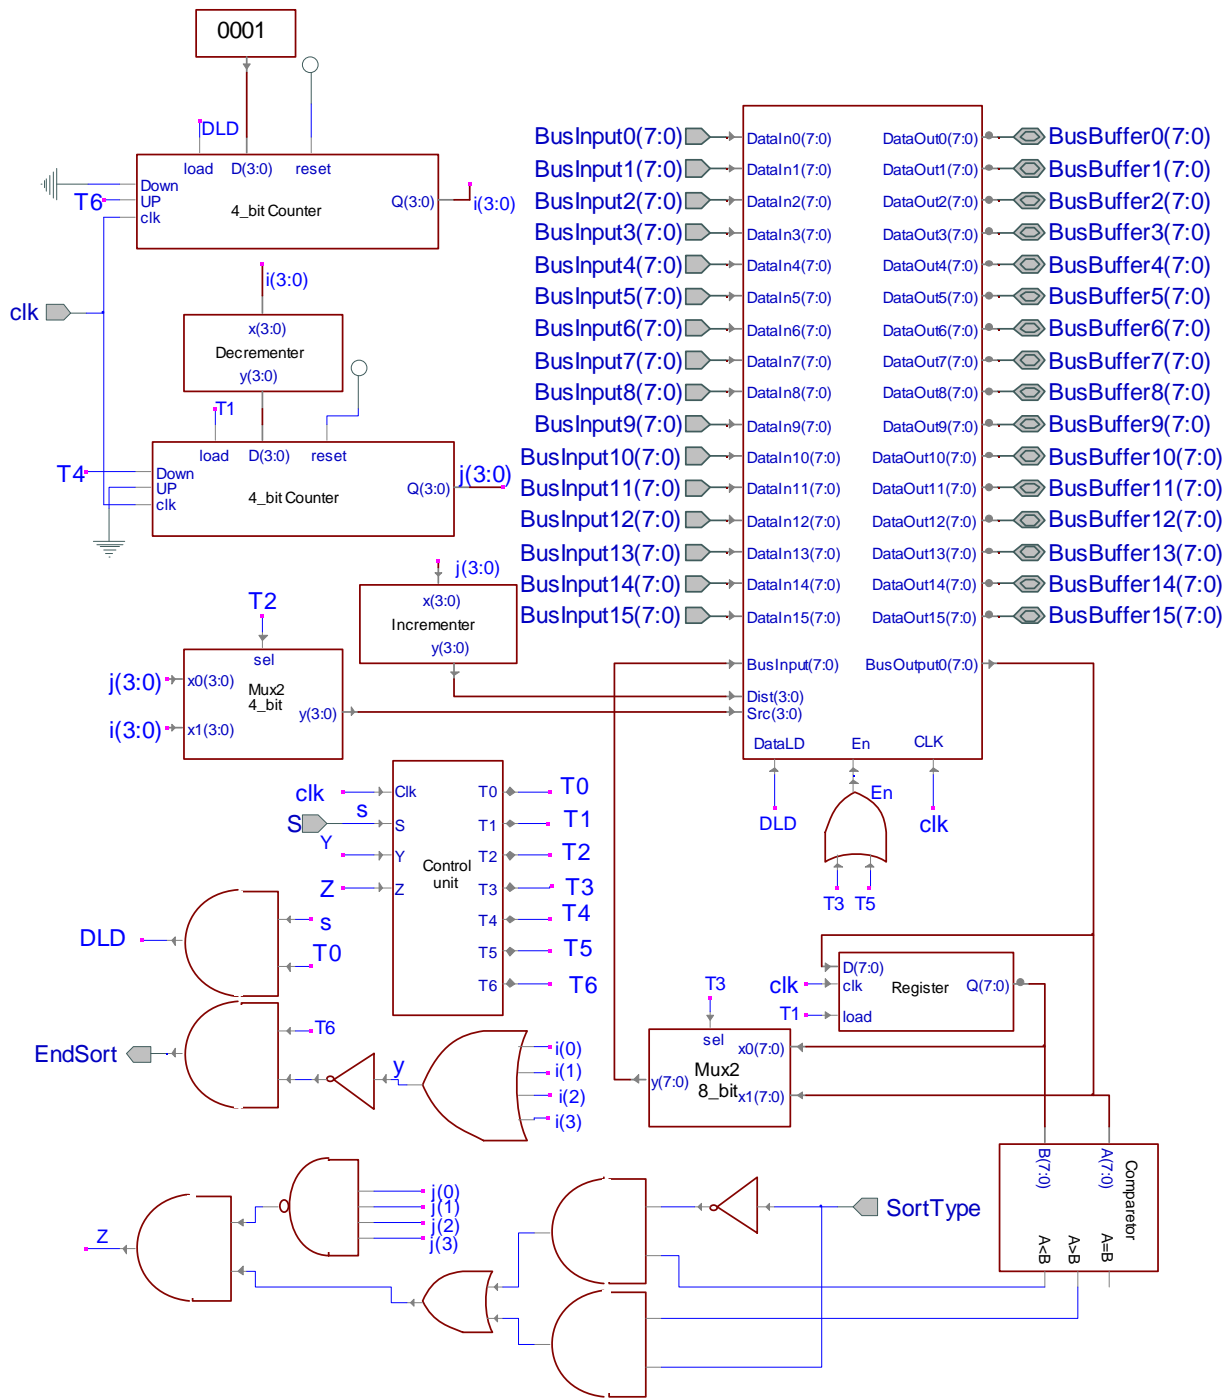 0001
DLD
load D(3:0) reset
Down
T6 UP
clk
4_bit Counter
Q(3:0)
i(3:0)
i(3:0)
clk
x(3:0)
Decrementer
y(3:0)
T1
load D(3:0) reset
T4 Down
UP
clk
4_bit Counter
Q(3:0)
j(3:0)
j(3:0)
x(3:0)
Incrementer
y(3:0)
T2
sel
j(3:0) x0(3:0)
Mux2
4_bit
y(3:0)
i(3:0) x1(3:0)
BusInput0(7:0) DataIn0(7:0) DataOut0(7:0) BusBuffer0(7:0)
BusInput1(7:0) DataIn1(7:0) DataOut1(7:0) BusBuffer1(7:0)
BusInput2(7:0) DataIn2(7:0) DataOut2(7:0) BusBuffer2(7:0)
BusInput3(7:0) DataIn3(7:0) DataOut3(7:0) BusBuffer3(7:0)
BusInput4(7:0) DataIn4(7:0) DataOut4(7:0) BusBuffer4(7:0)
BusInput5(7:0) DataIn5(7:0) DataOut5(7:0) BusBuffer5(7:0)
BusInput6(7:0) DataIn6(7:0) DataOut6(7:0) BusBuffer6(7:0)
BusInput7(7:0) DataIn7(7:0) DataOut7(7:0) BusBuffer7(7:0)
BusInput8(7:0) DataIn8(7:0) DataOut8(7:0) BusBuffer8(7:0)
BusInput9(7:0) DataIn9(7:0) DataOut9(7:0) BusBuffer9(7:0)
BusInput10(7:0) DataIn10(7:0) DataOut10(7:0) BusBuffer10(7:0)
BusInput11(7:0) DataIn11(7:0) DataOut11(7:0) BusBuffer11(7:0)
BusInput12(7:0) DataIn12(7:0) DataOut12(7:0) BusBuffer12(7:0)
BusInput13(7:0) DataIn13(7:0) DataOut13(7:0) BusBuffer13(7:0)
BusInput14(7:0) DataIn14(7:0) DataOut14(7:0) BusBuffer14(7:0)
BusInput15(7:0) DataIn15(7:0) DataOut15(7:0) BusBuffer15(7:0)
BusInput(7:0) BusOutput0(7:0)
Dist(3:0)
Src(3:0)
DataLD En CLK
DLD En clk
T3 T5
clk Clk T0 T0
S s S T1 T1
Y Y T2 T2
Control
unit
Z Z T3 T3
T4 T4
T5 T5
T6 T6
DLD s
T0
EndSort T6
y
i(0)
i(1)
i(2)
i(3)
T3
sel
x0(7:0)
Mux2
8_bit
y(7:0)
x1(7:0)
D(7:0)
clk clk
Register
Q(7:0)
T1 load
B(7:0) A(7:0)
Comparetor
A<B A>B A=B
SortType
j(0)
j(1)
j(2)
j(3)
Z